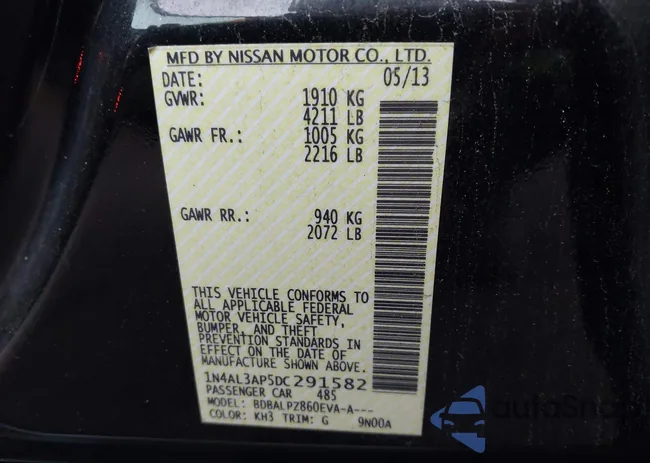 MFD BY NISSAN MOTOR CO., LTD.
DATE: 05/13
GVWR: 1910 KG
4211 LB
GAWR FR.: 1005 KG
2216 LB
GAWR RR.: 940 KG
2072 LB
THIS VEHICLE CONFORMS TO
ALL APPLICABLE FEDERAL
MOTOR VEHICLE SAFETY,
BUMPER, AND THEFT
PREVENTION STANDARDS IN
EFFECT ON THE DATE OF
MANUFACTURE SHOWN ABOVE.
1N4AL3AP5DC291582
PASSENGER CAR 485
MODEL: BDBALPZ860EVA-A---
COLOR: KH3 TRIM: G 9N00A
autoSnap